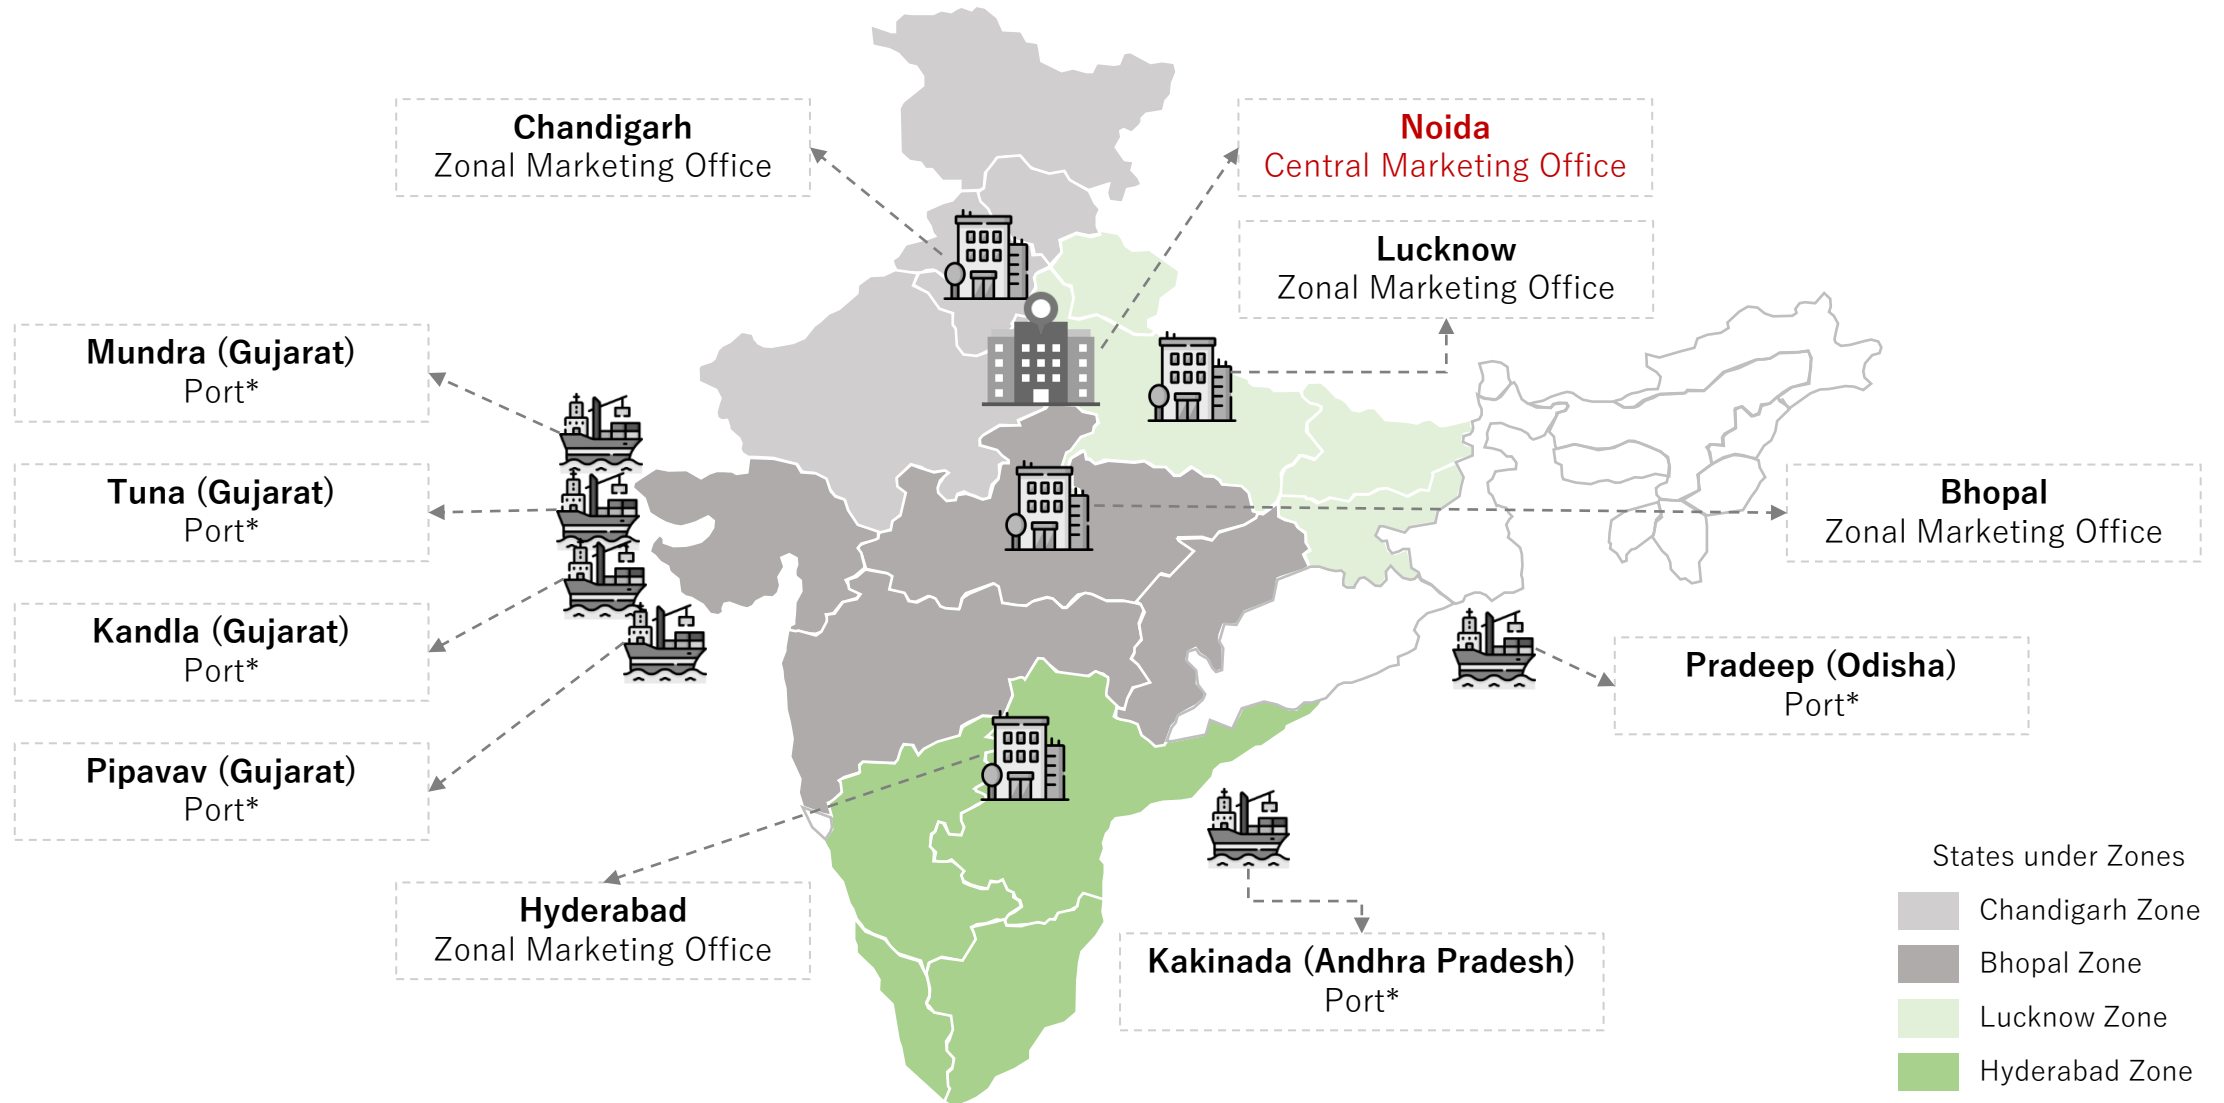 Chandigarh
Zonal Marketing Office
Noida
Central Marketing Office
Lucknow
Zonal Marketing Office
Mundra (Gujarat)
Port*
Tuna (Gujarat)
Port*
Bhopal
Zonal Marketing Office
Kandla (Gujarat)
Port*
Pradeep (Odisha)
Port*
Pipavav (Gujarat)
Port*
Hyderabad
Zonal Marketing Office
Kakinada (Andhra Pradesh)
Port*
States under Zones
Chandigarh Zone
Bhopal Zone
Lucknow Zone
Hyderabad Zone